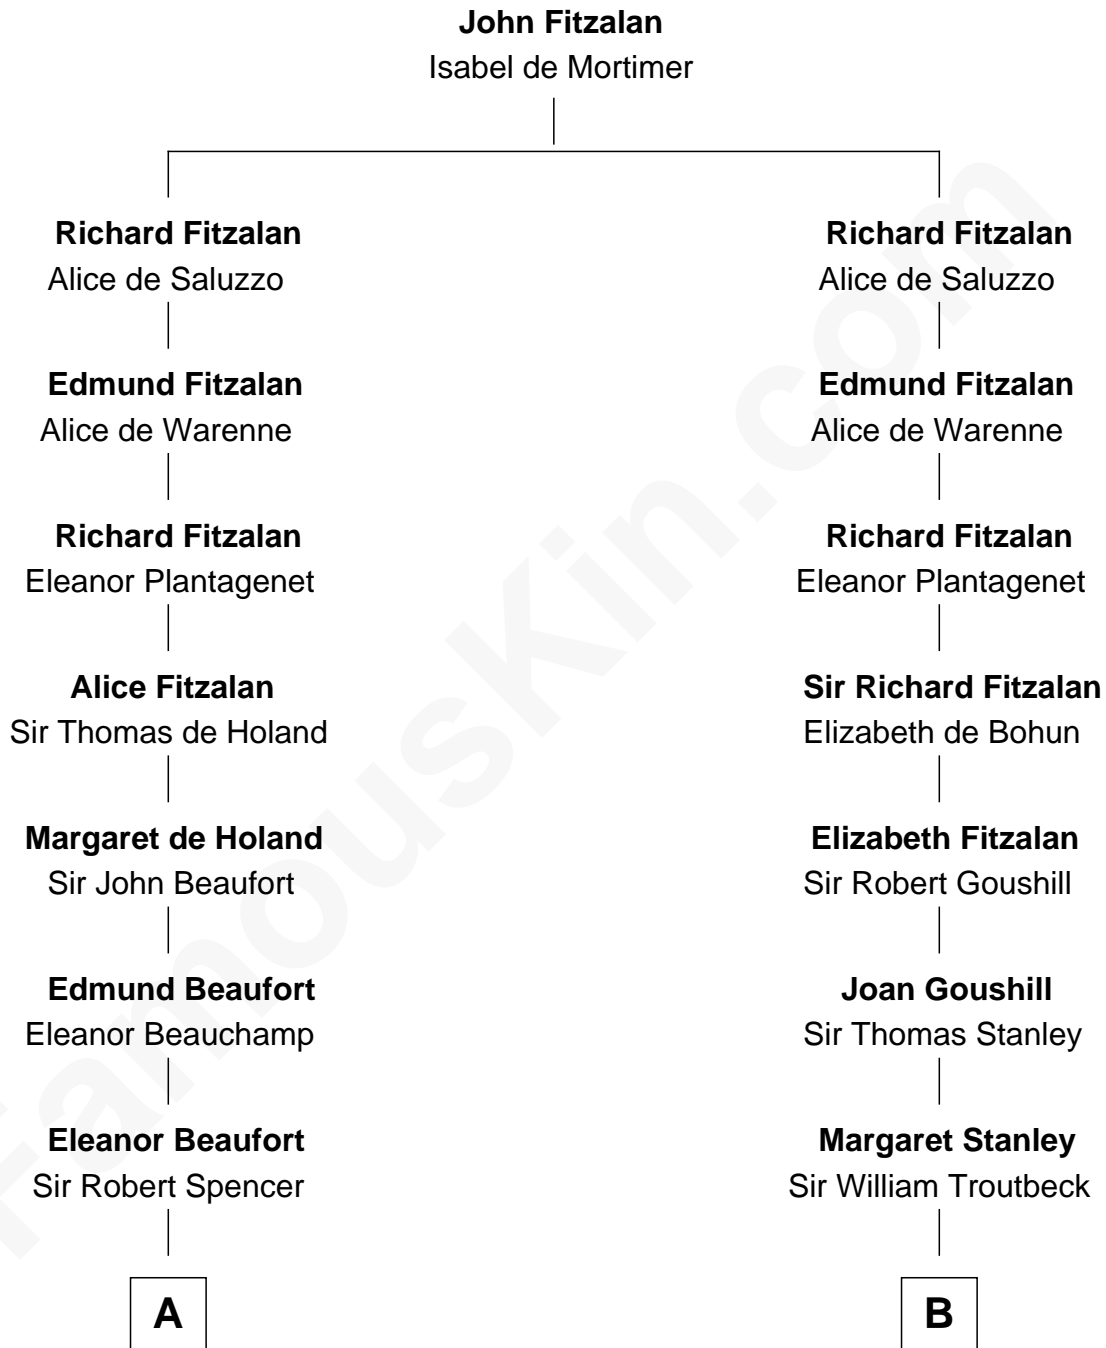 John Fitzalan
Isabel de Mortimer
Richard Fitzalan
Alice de Saluzzo
Richard Fitzalan
Alice de Saluzzo
Edmund Fitzalan
Alice de Warenne
Edmund Fitzalan
Alice de Warenne
Richard Fitzalan
Eleanor Plantagenet
Richard Fitzalan
Eleanor Plantagenet
Alice Fitzalan
Sir Thomas de Holand
Sir Richard Fitzalan
Elizabeth de Bohun
Margaret de Holand
Sir John Beaufort
Elizabeth Fitzalan
Sir Robert Goushill
Edmund Beaufort
Eleanor Beauchamp
Joan Goushill
Sir Thomas Stanley
Eleanor Beaufort
Sir Robert Spencer
Margaret Stanley
Sir William Troutbeck
A
B
FamousKin.com